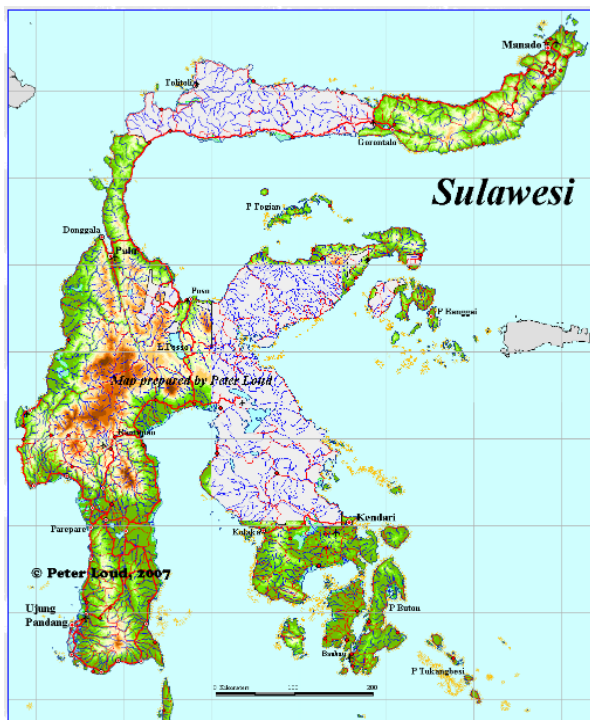 Manado
Tolitoli
Gorontalo
Sulawesi
P Togian
Donggala
Palu
Poso
P Banggai
L Posso
Map prepared by Peter Loud
Kendari
Parepare
Kolaka
© Peter Loud, 2007
Ujung
Pandang
P Buton
P Tukangbesi
200